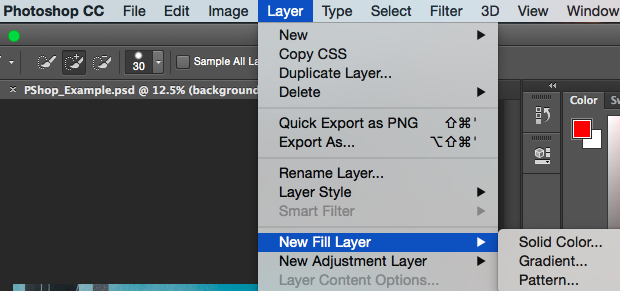 Photoshop CC File Edit Image Layer Type Select Filter 3D View Window
30 Sample All La
× PShop_Example.psd @ 12.5% (background
New
Copy CSS
Duplicate Layer...
Delete
Quick Export as PNG ⇧⌘'
Export As... ⌥⇧⌘'
Rename Layer...
Layer Style
Smart Filter
New Fill Layer
New Adjustment Layer
Layer Content Options...
Solid Color...
Gradient...
Pattern...
Color Sw